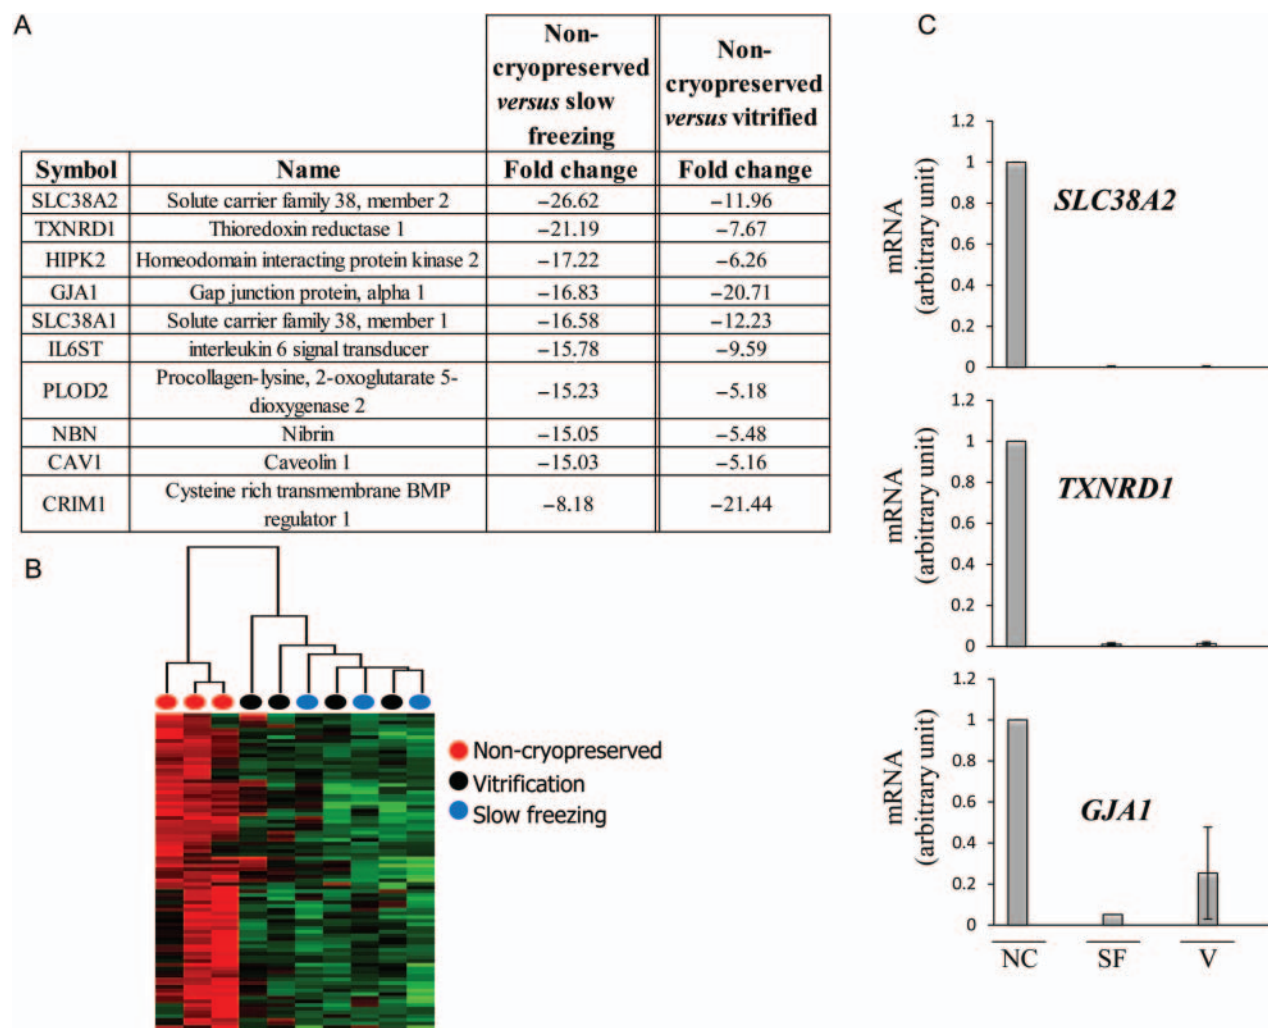 A
Non-cryopreserved versus slow freezing
Non-cryopreserved versus vitrified
Symbol Name Fold change Fold change
SLC38A2 Solute carrier family 38, member 2 −26.62 −11.96
TXNRD1 Thioredoxin reductase 1 −21.19 −7.67
HIPK2 Homeodomain interacting protein kinase 2 −17.22 −6.26
GJA1 Gap junction protein, alpha 1 −16.83 −20.71
SLC38A1 Solute carrier family 38, member 1 −16.58 −12.23
IL6ST interleukin 6 signal transducer −15.78 −9.59
PLOD2 Procollagen-lysine, 2-oxoglutarate 5-dioxygenase 2 −15.23 −5.18
NBN Nibrin −15.05 −5.48
CAV1 Caveolin 1 −15.03 −5.16
CRIM1 Cysteine rich transmembrane BMP regulator 1 −8.18 −21.44
B
Non-cryopreserved
Vitrification
Slow freezing
C
mRNA
(arbitrary unit)
1.2
1
0.8
0.6
0.4
0.2
0
SLC38A2
mRNA
(arbitrary unit)
1.2
1
0.8
0.6
0.4
0.2
0
TXNRD1
mRNA
(arbitrary unit)
1.2
1
0.8
0.6
0.4
0.2
0
GJA1
NC SF V